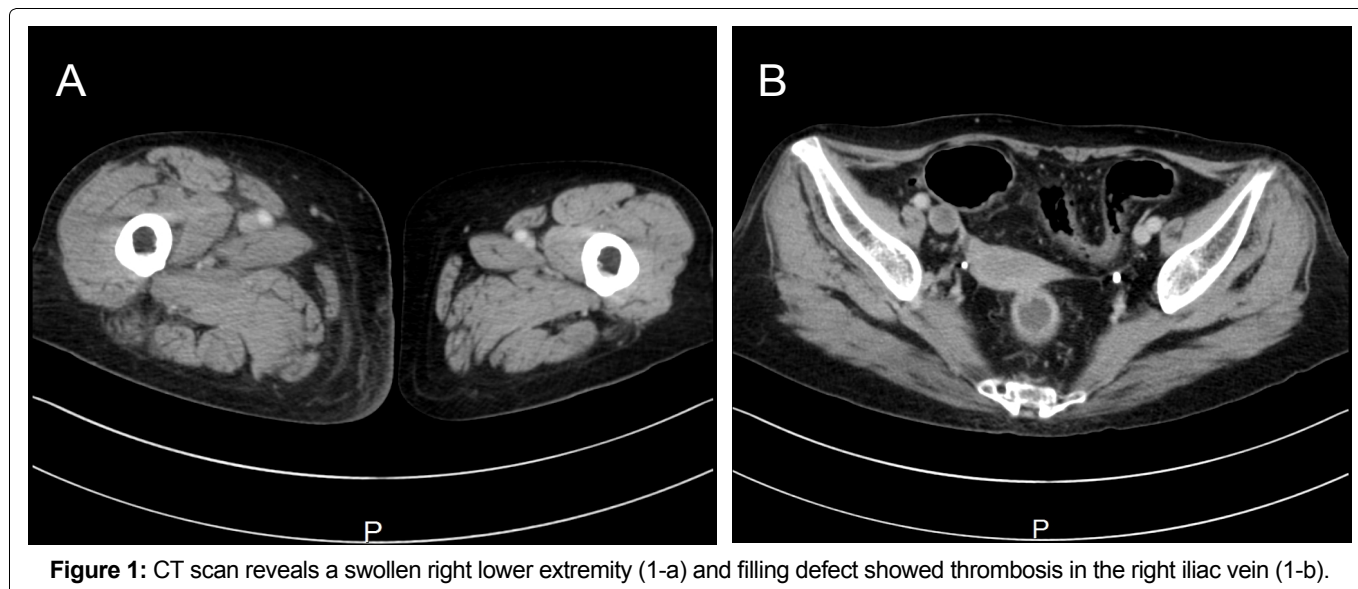 A
B
P
P
Figure 1: CT scan reveals a swollen right lower extremity (1-a) and filling defect showed thrombosis in the right iliac vein (1-b).